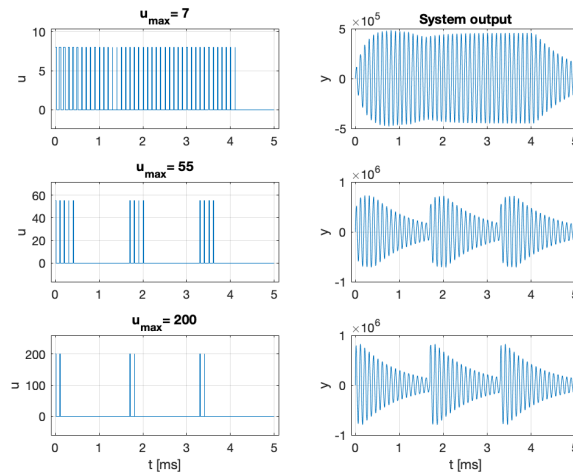 u_max = 7
10
5
0
u
0 1 2 3 4 5
System output
× 10^5
5
0
-5
y
0 1 2 3 4 5
u_max = 55
60
40
20
0
u
0 1 2 3 4 5
× 10^6
1
0
-1
y
0 1 2 3 4 5
u_max = 200
200
100
0
u
0 1 2 3 4 5
t [ms]
× 10^6
1
0
-1
y
0 1 2 3 4 5
t [ms]